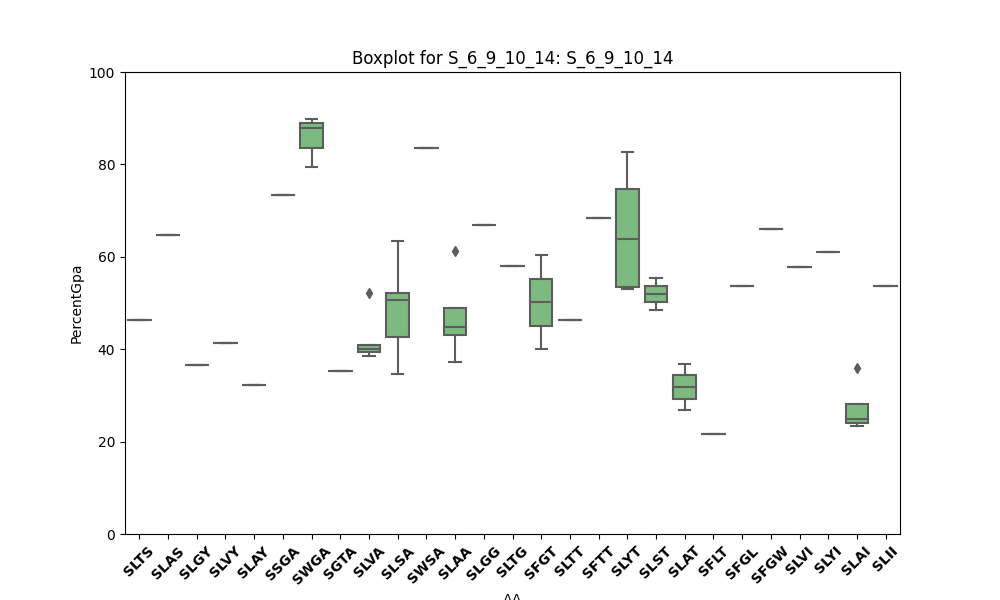 Boxplot for S_6_9_10_14: S_6_9_10_14
100
80
60
40
20
0
PercentGpa
SLTS SLAS SLGY SLVY SLAY SSGA SWGA SGTA SLVA SLSA SWSA SLAA SLGG SLTG SFGT SLTT SFTT SLYT SLST SLAT SFLT SFGL SFGW SLVI SLYI SLAI SLII
AA